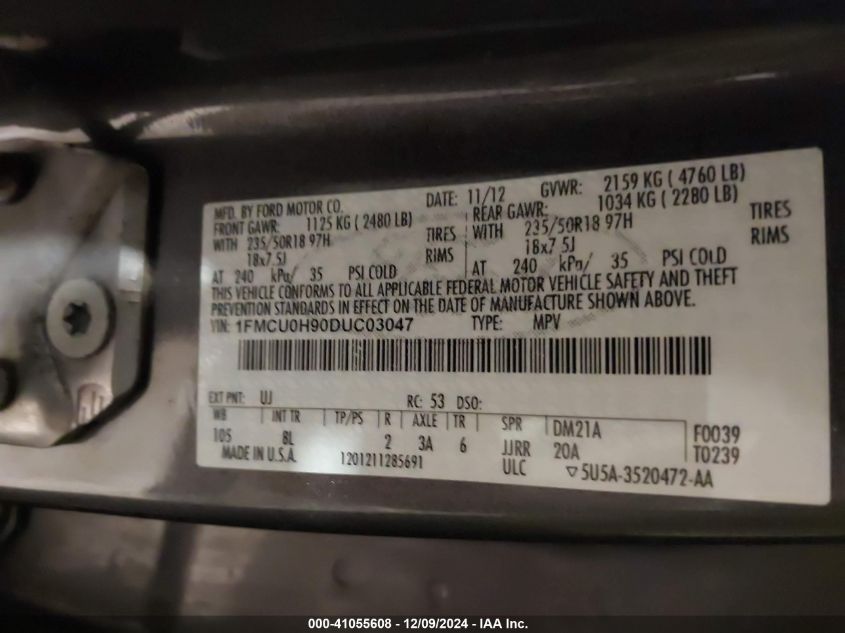 MFD. BY FORD MOTOR CO. DATE: 11/12 GVWR: 2159 KG ( 4760 LB)
FRONT GAWR: 1125 KG ( 2480 LB) REAR GAWR: 1034 KG ( 2280 LB)
WITH 235/50R18 97H TIRES WITH 235/50R18 97H TIRES
18x7.5J RIMS 18x7.5J RIMS
AT 240 kPa/ 35 PSI COLD AT 240 kPa/ 35 PSI COLD
THIS VEHICLE CONFORMS TO ALL APPLICABLE FEDERAL MOTOR VEHICLE SAFETY AND THEFT
PREVENTION STANDARDS IN EFFECT ON THE DATE OF MANUFACTURE SHOWN ABOVE.
VIN: 1FMCU0H90DUC03047 TYPE: MPV
EXT PNT: UJ RC: 53 DSO:
WB INT TR TP/PS R AXLE TR SPR DM21A F0039
105 8L 2 3A 6 JJRR 20A T0239
MADE IN U.S.A. 1201211285691 ULC ▽5U5A-3520472-AA
000-41055608 - 12/09/2024 - IAA Inc.